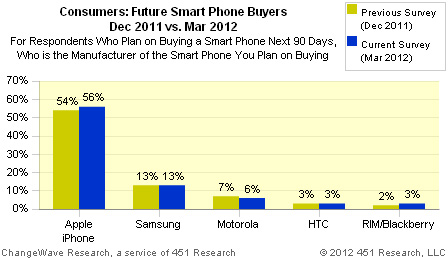 Consumers: Future Smart Phone Buyers
Dec 2011 vs. Mar 2012
For Respondents Who Plan on Buying a Smart Phone Next 90 Days,
Who is the Manufacturer of the Smart Phone You Plan on Buying
Previous Survey
(Dec 2011)
Current Survey
(Mar 2012)
70%
60%
50%
40%
30%
20%
10%
0%
54% 56%
13% 13%
7% 6%
3% 3%
2% 3%
Apple
iPhone
Samsung
Motorola
HTC
RIM/Blackberry
ChangeWave Research, a service of 451 Research
© 2012 451 Research, LLC